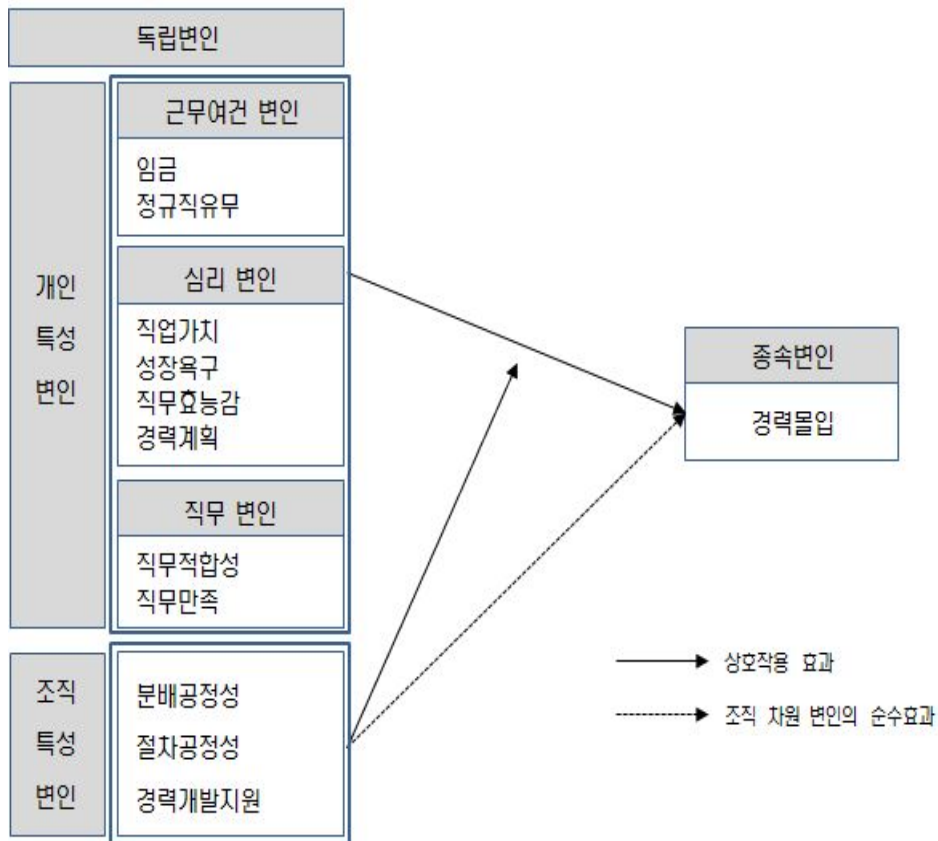 독립변인
개인
특성
변인
근무여건 변인
임금
정규직유무
심리 변인
직업가치
성장욕구
직무효능감
경력계획
직무 변인
직무적합성
직무만족
조직
특성
변인
분배공정성
절차공정성
경력개발지원
종속변인
경력몰입
상호작용 효과
조직 차원 변인의 순수효과